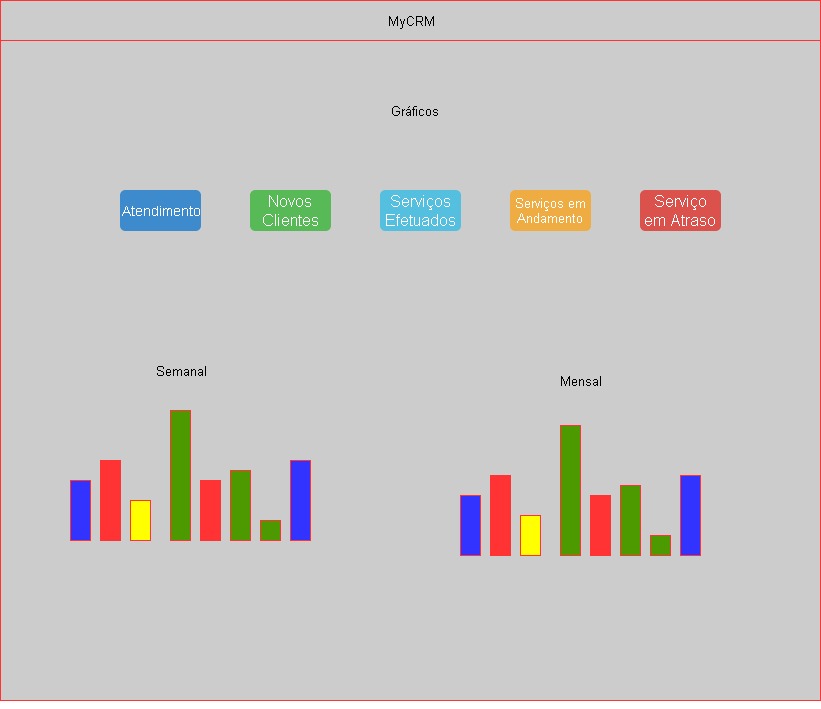 MyCRM
Gráficos
Atendimento
Novos
Clientes
Serviços
Efetuados
Serviços em
Andamento
Serviço
em Atraso
Semanal
Mensal